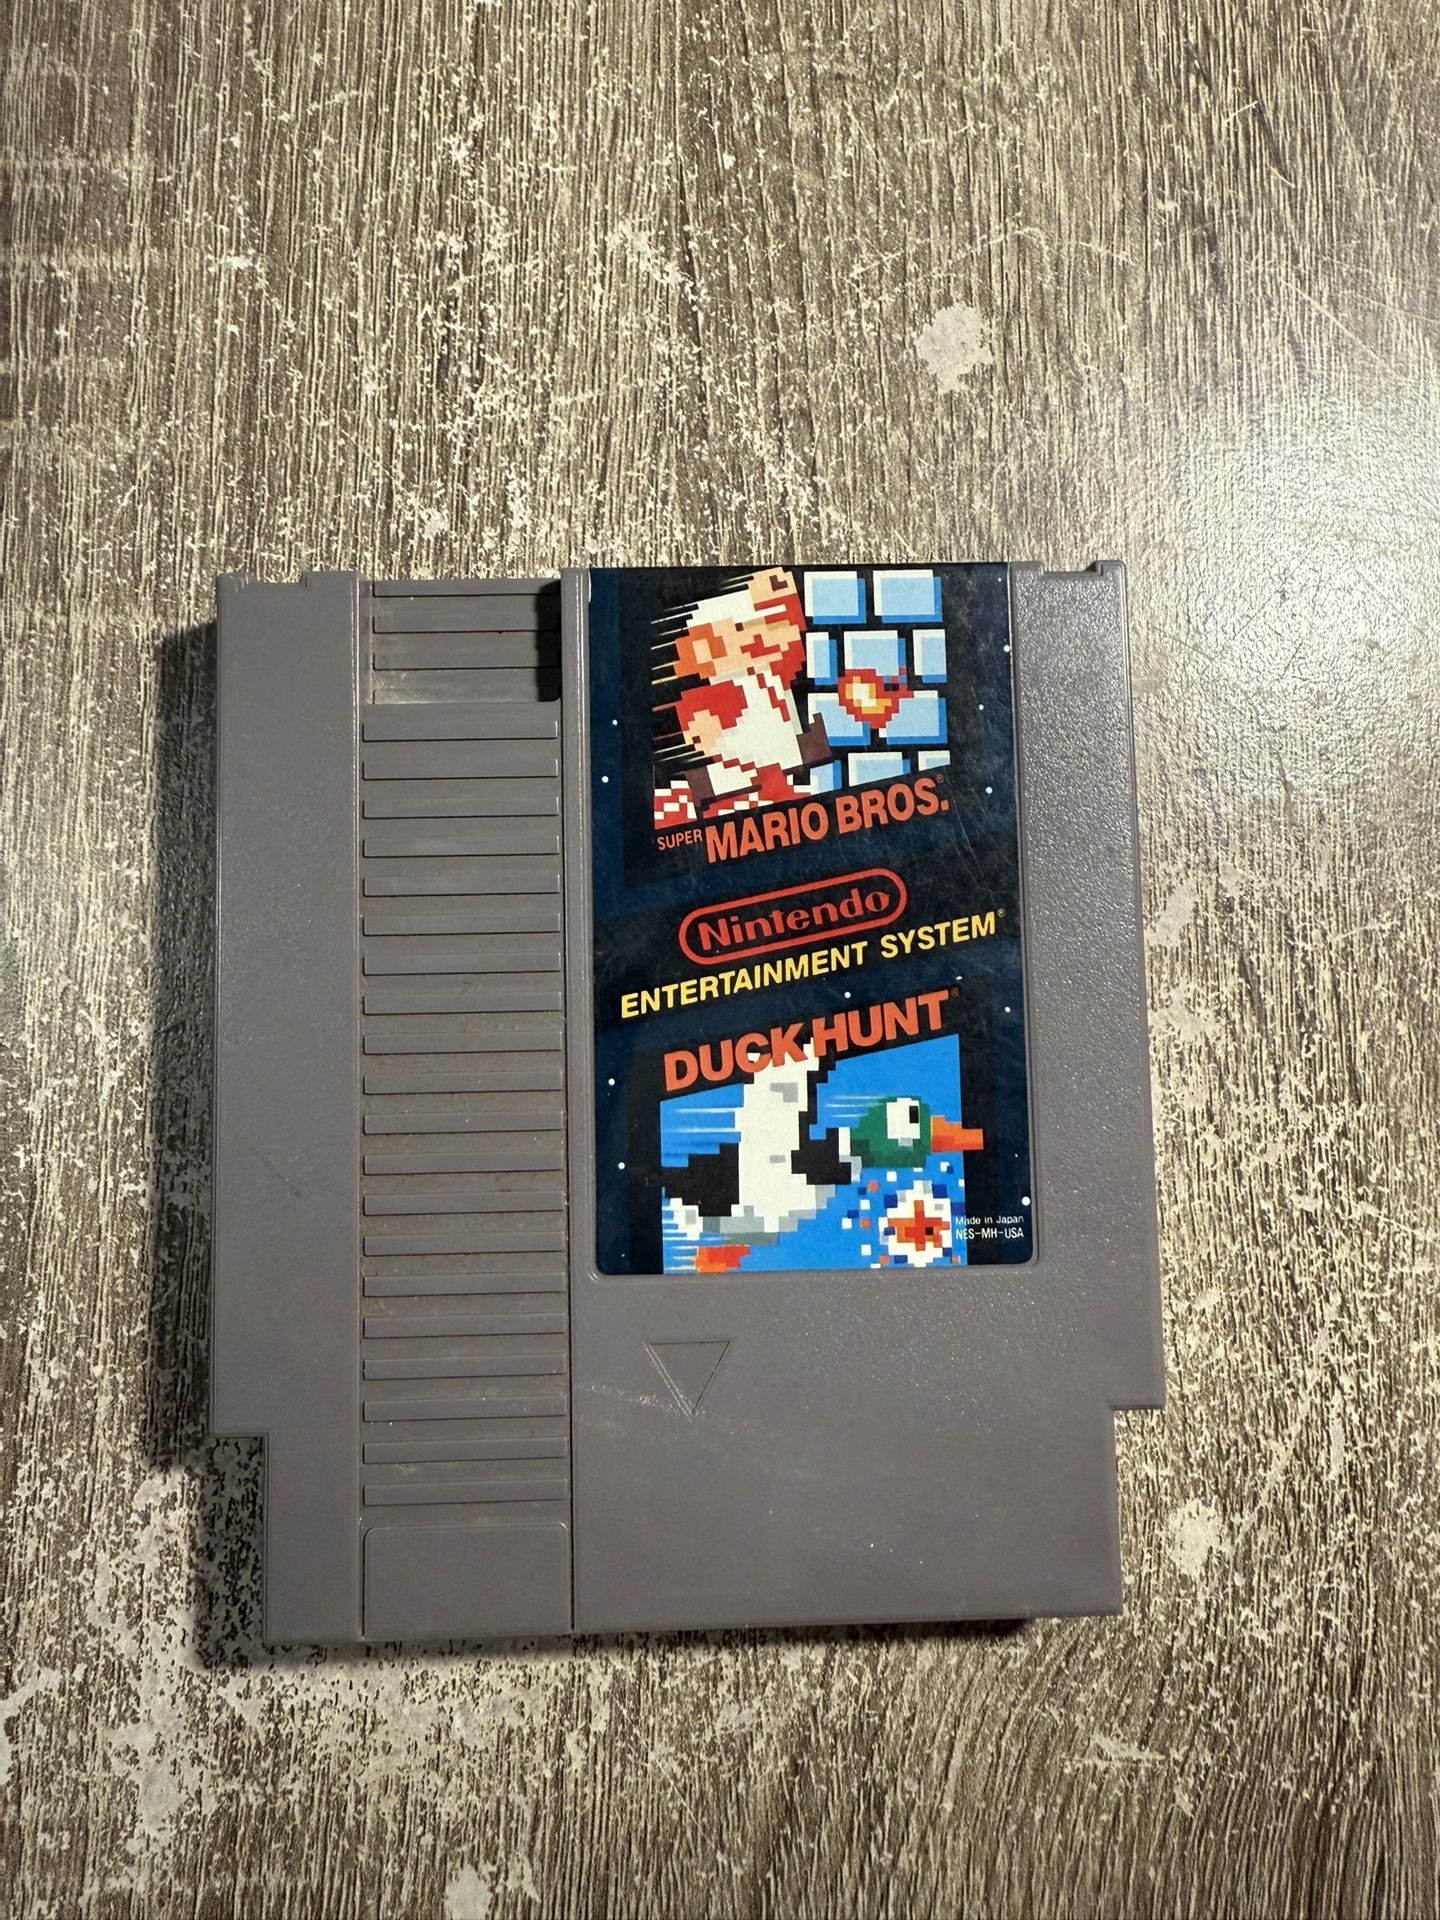 SUPER MARIO BROS.®
Nintendo
ENTERTAINMENT SYSTEM®
DUCK HUNT®
Made in Japan
NES-MH-USA